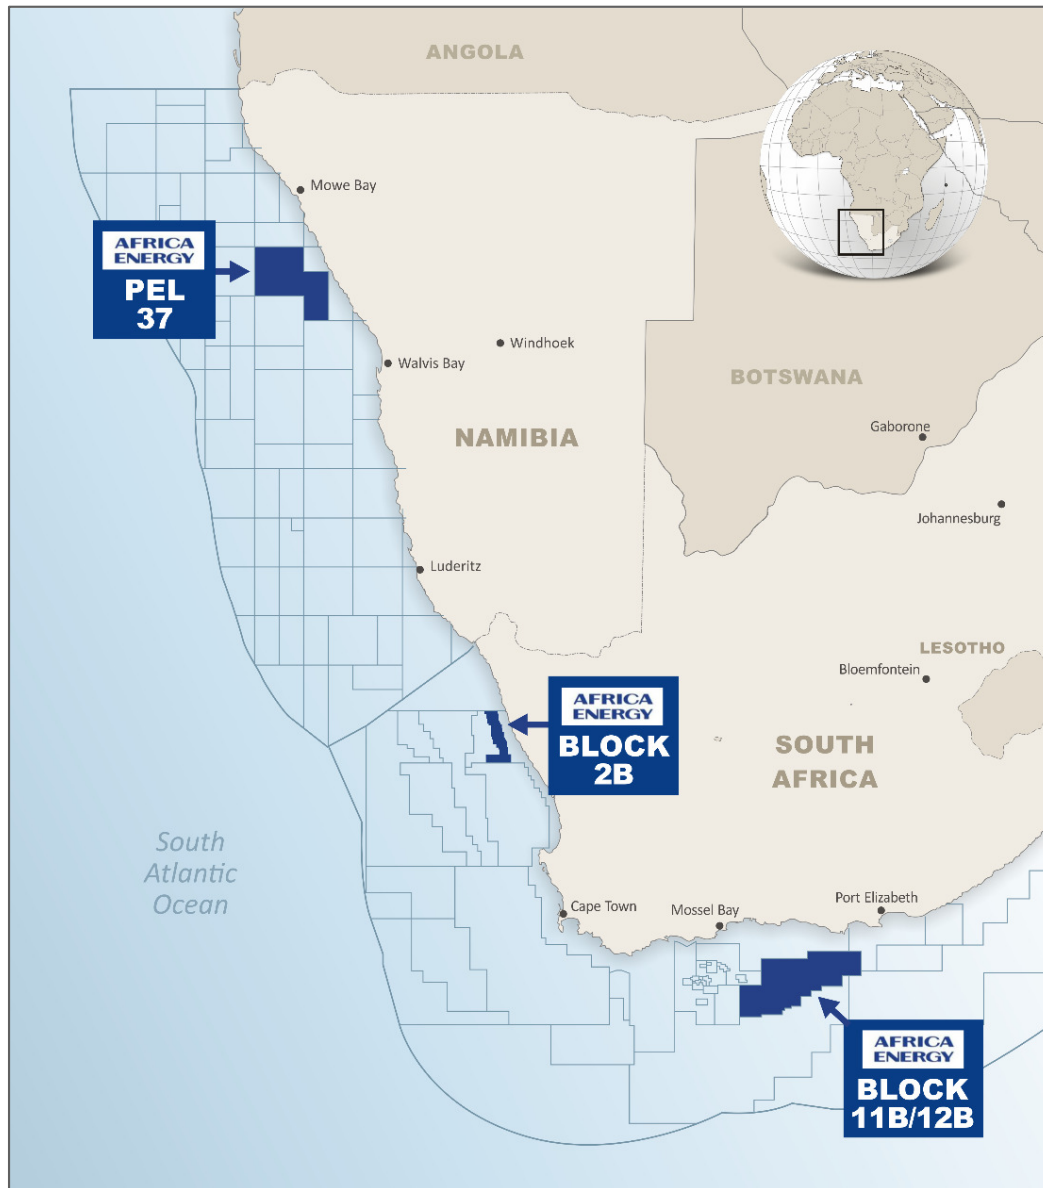 ANGOLA
Mowe Bay
AFRICA
ENERGY
PEL
37
Windhoek
Walvis Bay
BOTSWANA
NAMIBIA
Gaborone
Johannesburg
Luderitz
LESOTHO
Bloemfontein
AFRICA
ENERGY
BLOCK
2B
SOUTH
AFRICA
South
Atlantic
Ocean
Cape Town
Mossel Bay
Port Elizabeth
AFRICA
ENERGY
BLOCK
11B/12B